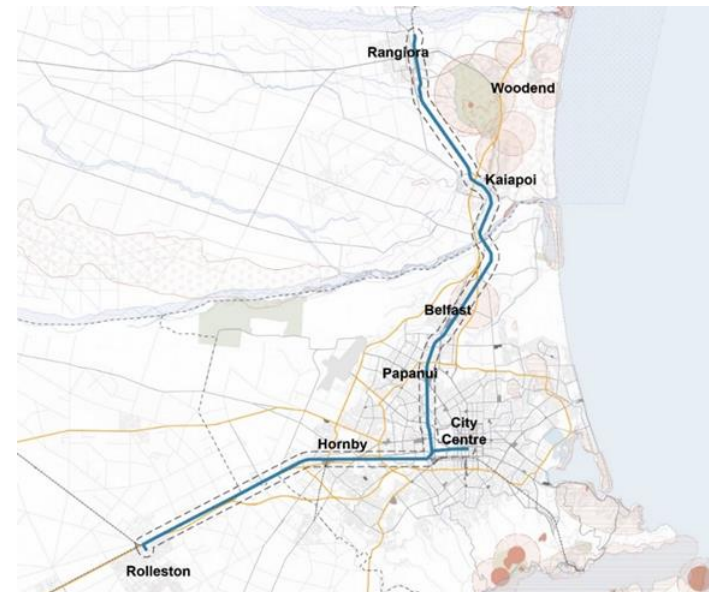 Rangiora
Woodend
Kaiapoi
Belfast
Papanui
City
Centre
Hornby
Rolleston